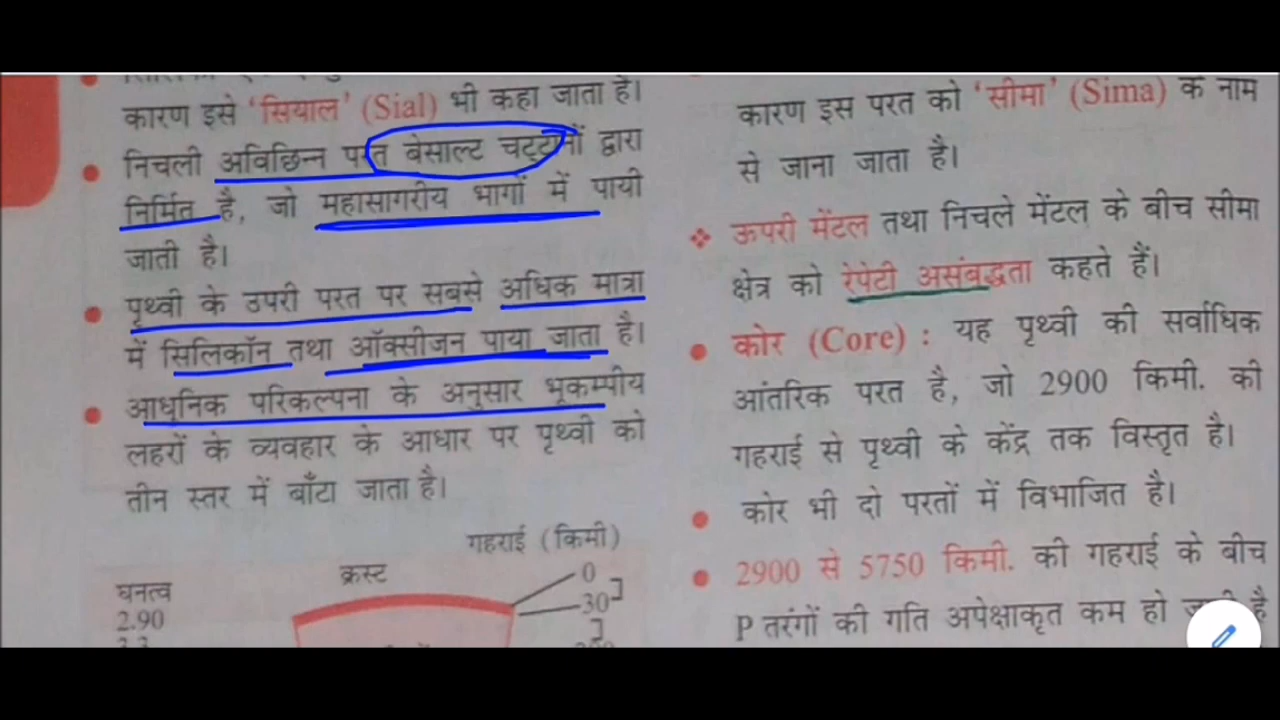 कारण इसे 'सियाल' (Sial) भी कहा जाता है।
निचली अविछिन्न परत बेसाल्ट चट्टानों द्वारा
निर्मित है, जो महासागरीय भागों में पायी
जाती है।
पृथ्वी के उपरी परत पर सबसे अधिक मात्रा
में सिलिकॉन तथा ऑक्सीजन पाया जाता है।
आधुनिक परिकल्पना के अनुसार भूकम्पीय
लहरों के व्यवहार के आधार पर पृथ्वी को
तीन स्तर में बाँटा जाता है।
गहराई (किमी)
क्रस्ट
0
30
घनत्व
2.90
कारण इस परत को 'सीमा' (Sima) के नाम
से जाना जाता है।
ऊपरी मेंटल तथा निचले मेंटल के बीच सीमा
क्षेत्र को रेपेटी असंबद्धता कहते हैं।
कोर (Core) : यह पृथ्वी की सर्वाधिक
आंतरिक परत है, जो 2900 किमी. की
गहराई से पृथ्वी के केंद्र तक विस्तृत है।
कोर भी दो परतों में विभाजित है।
2900 से 5750 किमी. की गहराई के बीच
P तरंगों की गति अपेक्षाकृत कम हो है